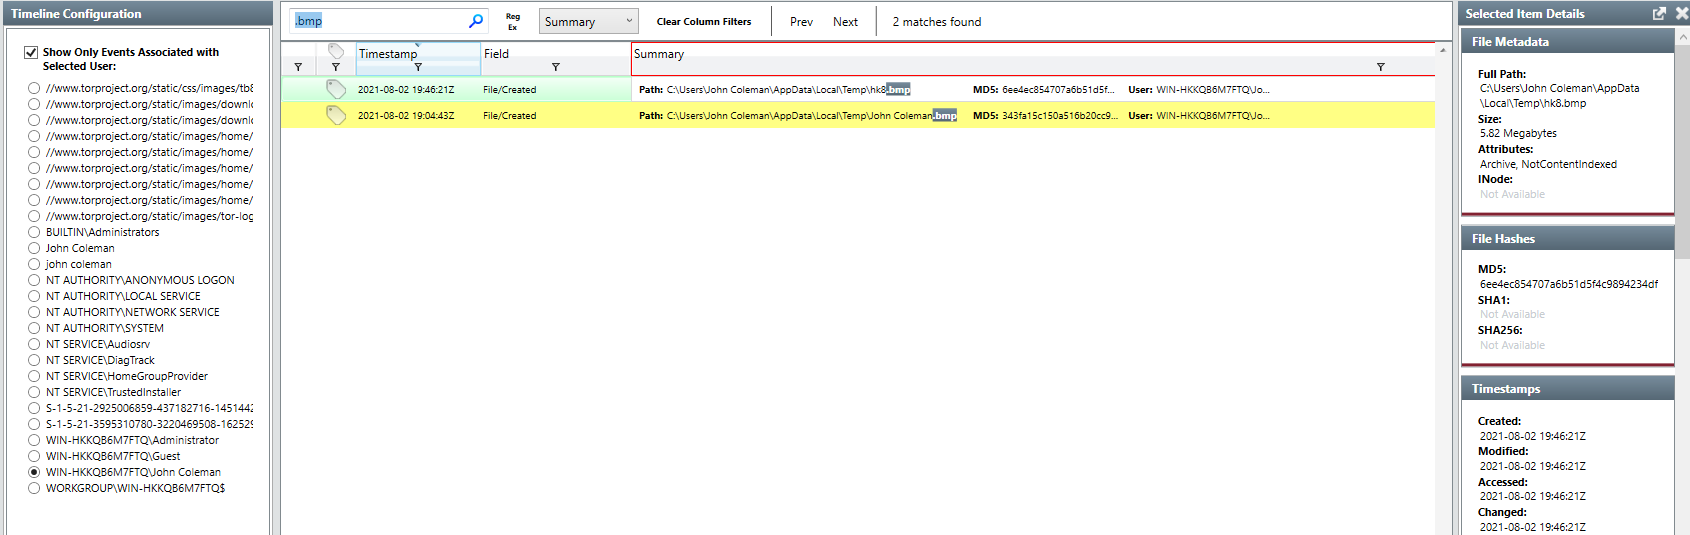 Timeline Configuration
Show Only Events Associated with
Selected User:
//www.torproject.org/static/css/images/tb8
//www.torproject.org/static/images/downl
//www.torproject.org/static/images/downl
//www.torproject.org/static/images/home/
//www.torproject.org/static/images/home/
//www.torproject.org/static/images/home/
//www.torproject.org/static/images/home/
//www.torproject.org/static/images/home/
//www.torproject.org/static/images/tor-log
BUILTIN\Administrators
John Coleman
john coleman
NT AUTHORITY\ANONYMOUS LOGON
NT AUTHORITY\LOCAL SERVICE
NT AUTHORITY\NETWORK SERVICE
NT AUTHORITY\SYSTEM
NT SERVICE\Audiosrv
NT SERVICE\DiagTrack
NT SERVICE\HomeGroupProvider
NT SERVICE\TrustedInstaller
S-1-5-21-2925006859-437182716-1451442
S-1-5-21-3595310780-3220469508-162529
WIN-HKKQB6M7FTQ\Administrator
WIN-HKKQB6M7FTQ\Guest
WIN-HKKQB6M7FTQ\John Coleman
WORKGROUP\WIN-HKKQB6M7FTQ$
.bmp
Reg
Ex
Summary
Clear Column Filters
Prev
Next
2 matches found
Timestamp Field Summary
2021-08-02 19:46:21Z File/Created Path: C:\Users\John Coleman\AppData\Local\Temp\hk8.bmp MD5: 6ee4ec854707a6b51d5f... User: WIN-HKKQB6M7FTQ\Jo...
2021-08-02 19:04:43Z File/Created Path: C:\Users\John Coleman\AppData\Local\Temp\John Coleman.bmp MD5: 343fa15c150a516b20cc9... User: WIN-HKKQB6M7FTQ\Jo...
Selected Item Details
File Metadata
Full Path:
C:\Users\John Coleman\AppData
\Local\Temp\hk8.bmp
Size:
5.82 Megabytes
Attributes:
Archive, NotContentIndexed
INode:
Not Available
File Hashes
MD5:
6ee4ec854707a6b51d5f4c9894234df
SHA1:
Not Available
SHA256:
Not Available
Timestamps
Created:
2021-08-02 19:46:21Z
Modified:
2021-08-02 19:46:21Z
Accessed:
2021-08-02 19:46:21Z
Changed:
2021-08-02 19:46:21Z